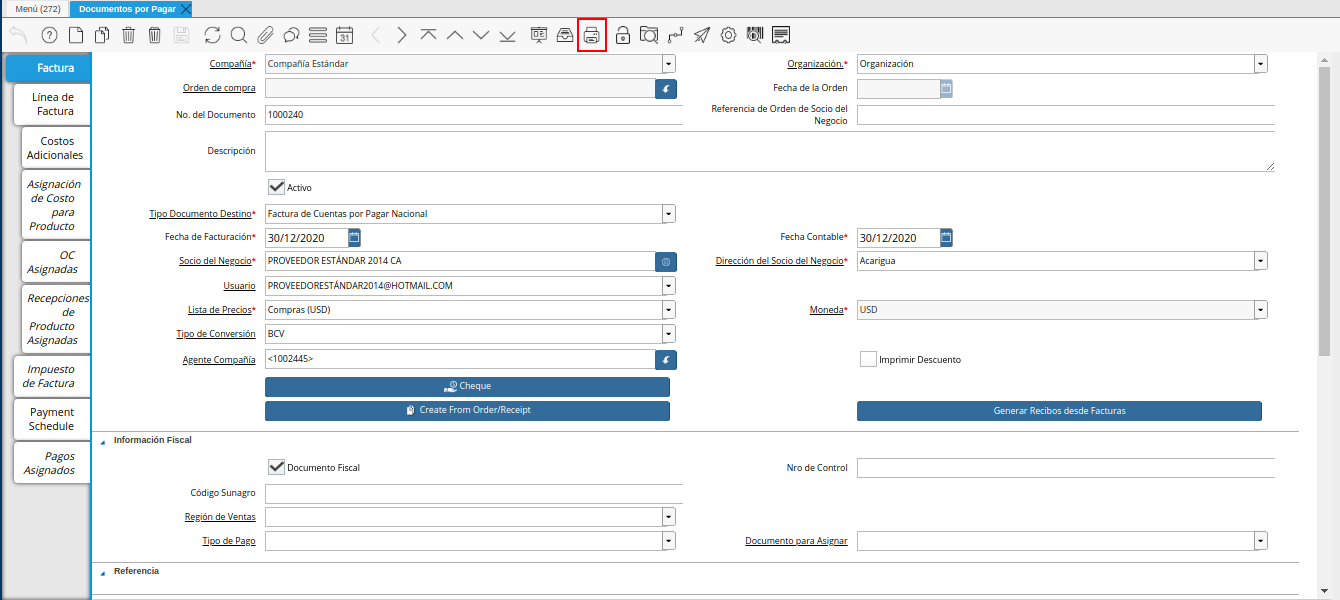 Menú (272)
Documentos por Pagar
31
Factura
Línea de
Factura
Costos
Adicionales
Asignación
de Costo
para
Producto
OC
Asignadas
Recepciones
de
Producto
Asignadas
Impuesto
de Factura
Payment
Schedule
Pagos
Asignados
Compañía* Compañía Estándar
Organización.* Organización
Orden de compra
Fecha de la Orden
No. del Documento 1000240
Referencia de Orden de Socio del
Negocio
Descripción
Activo
Tipo Documento Destino* Factura de Cuentas por Pagar Nacional
Fecha de Facturación* 30/12/2020
Fecha Contable* 30/12/2020
Socio del Negocio* PROVEEDOR ESTÁNDAR 2014 CA
Dirección del Socio del Negocio* Acarigua
Usuario PROVEEDORESTÁNDAR2014@HOTMAIL.COM
Lista de Precios* Compras (USD)
Moneda* USD
Tipo de Conversión BCV
Agente Compañía <1002445>
Imprimir Descuento
Cheque
Create From Order/Receipt
Generar Recibos desde Facturas
Información Fiscal
Documento Fiscal
Nro de Control
Código Sunagro
Región de Ventas
Tipo de Pago
Documento para Asignar
Referencia